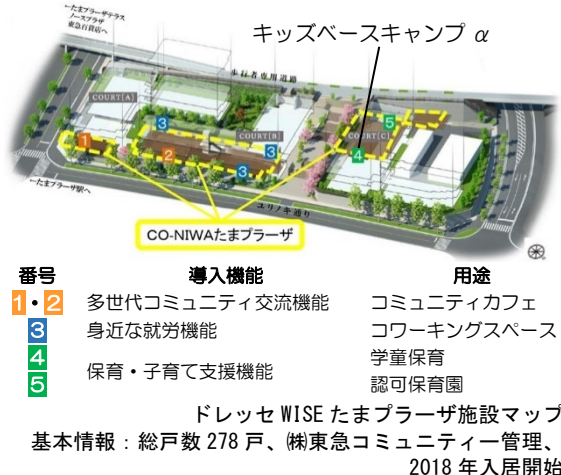 ←たまプラーザテラス
ノースプラザ
東急百貨店へ
キッズベースキャンプ α
歩行者専用道路
COURT[A]
3
5
COURT[B]
COURT[C]
1
2
3
4
3
←たまプラーザ駅へ
ユリノキ通り
CO-NIWAたまプラーザ
番号 導入機能 用途
1・2 多世代コミュニティ交流機能 コミュニティカフェ
3 身近な就労機能 コワーキングスペース
4 保育・子育て支援機能 学童保育
5 認可保育園
ドレッセ WISE たまプラーザ施設マップ
基本情報：総戸数 278 戸、㈱東急コミュニティー管理、
2018 年入居開始